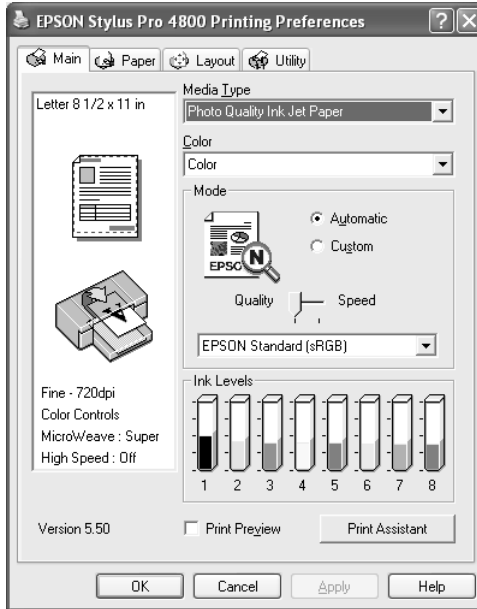 EPSON Stylus Pro 4800 Printing Preferences
Main Paper Layout Utility
Letter 8 1/2 x 11 in
Media Type
Photo Quality Ink Jet Paper
Color
Color
Mode
EPSO
N
Automatic
Custom
Quality Speed
EPSON Standard (sRGB)
Fine - 720dpi
Color Controls
MicroWeave : Super
High Speed : Off
Ink Levels
1 2 3 4 5 6 7 8
Version 5.50
Print Preview
Print Assistant
OK Cancel Apply Help